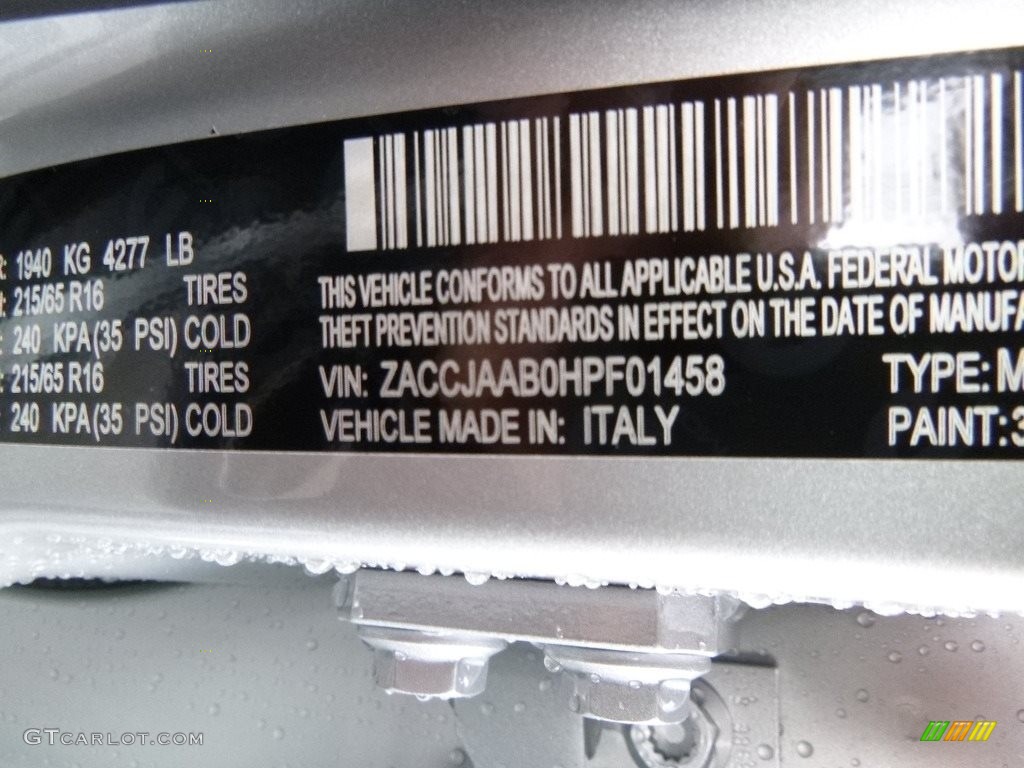 1940 KG 4277 LB
215/65 R16 TIRES
240 KPA(35 PSI) COLD
215/65 R16 TIRES
240 KPA(35 PSI) COLD
THIS VEHICLE CONFORMS TO ALL APPLICABLE U.S.A. FEDERAL MOTOR
THEFT PREVENTION STANDARDS IN EFFECT ON THE DATE OF MANUFA
VIN: ZACCJAAB0HPF01458 TYPE: M
VEHICLE MADE IN: ITALY PAINT:3
GTCARLOT.COM